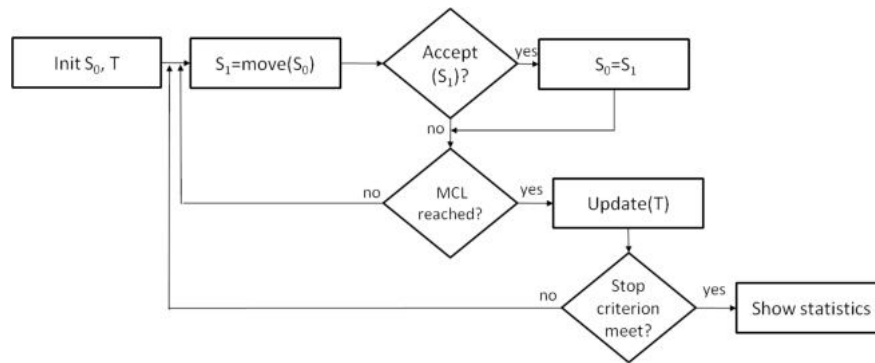 Init S₀, T
S₁=move(S₀)
Accept
(S₁)?
yes
S₀=S₁
no
no
MCL
reached?
yes
Update(T)
no
Stop
criterion
meet?
yes
Show statistics